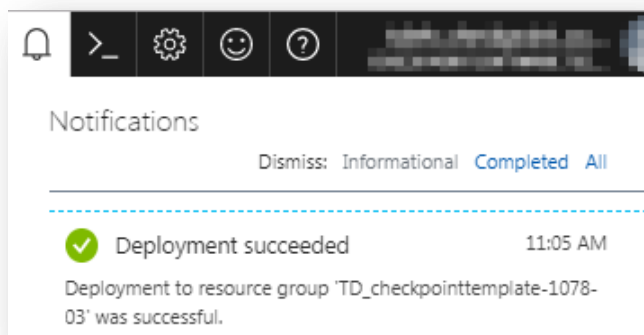 Notifications
Dismiss: Informational Completed All
Deployment succeeded 11:05 AM
Deployment to resource group 'TD_checkpointtemplate-1078-
03' was successful.